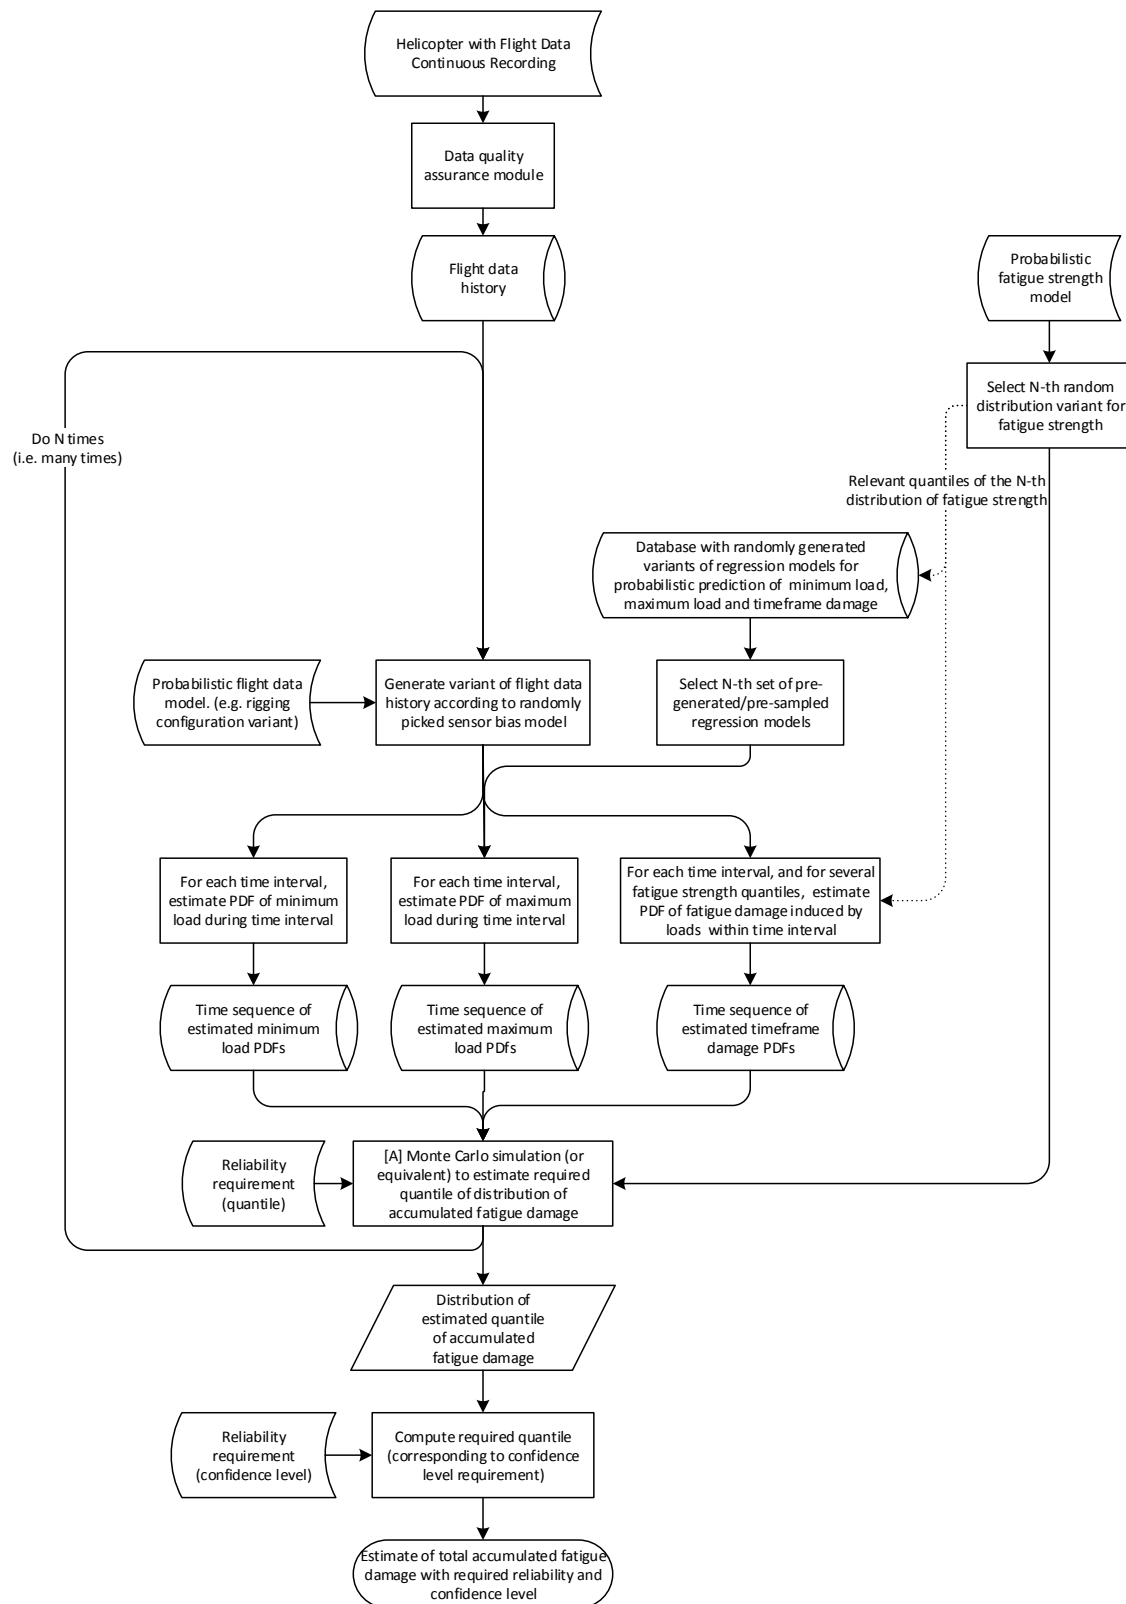 Helicopter with Flight Data
Continuous Recording
Data quality
assurance module
Flight data
history
Probabilistic
fatigue strength
model
Select N-th random
distribution variant for
fatigue strength
Do N times
(i.e. many times)
Relevant quantiles of the N-th
distribution of fatigue strength
Database with randomly generated
variants of regression models for
probabilistic prediction of minimum load,
maximum load and timeframe damage
Probabilistic flight data
model. (e.g. rigging
configuration variant)
Generate variant of flight data
history according to randomly
picked sensor bias model
Select N-th set of pre-
generated/pre-sampled
regression models
For each time interval,
estimate PDF of minimum
load during time interval
For each time interval,
estimate PDF of maximum
load during time interval
For each time interval, and for several
fatigue strength quantiles, estimate
PDF of fatigue damage induced by
loads within time interval
Time sequence of
estimated minimum
load PDFs
Time sequence of
estimated maximum
load PDfs
Time sequence of
estimated timeframe
damage PDFs
Reliability
requirement
(quantile)
[A] Monte Carlo simulation (or
equivalent) to estimate required
quantile of distribution of
accumulated fatigue damage
Distribution of
estimated quantile
of accumulated
fatigue damage
Reliability
requirement
(confidence level)
Compute required quantile
(corresponding to confidence
level requirement)
Estimate of total accumulated fatigue
damage with required reliability and
confidence level